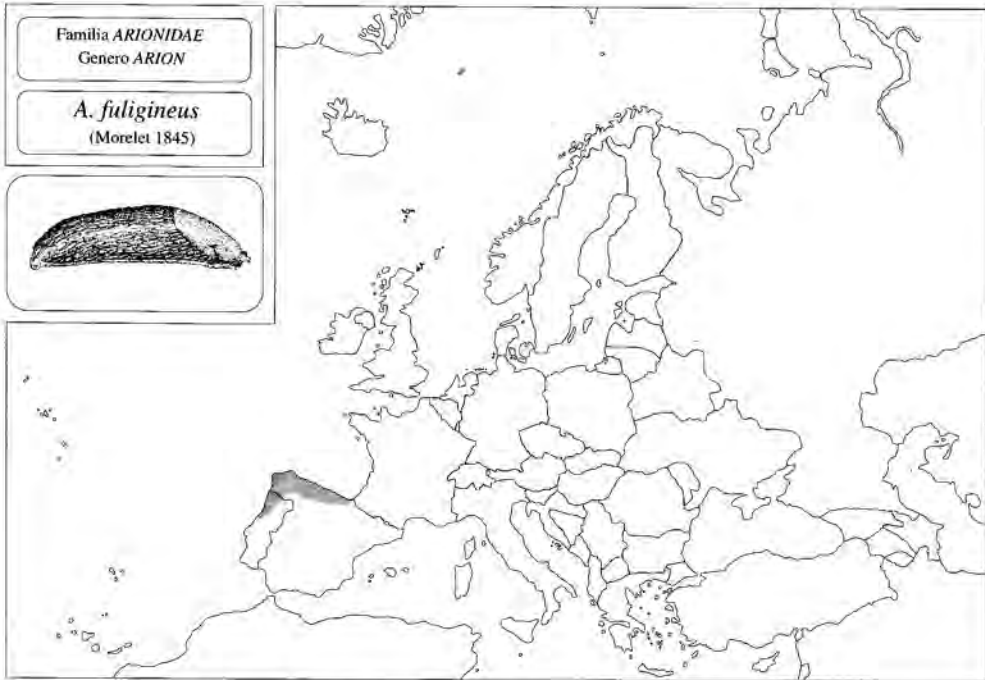 Familia ARIONIDAE
Genero ARION
A. fuligineus
(Morelet 1845)